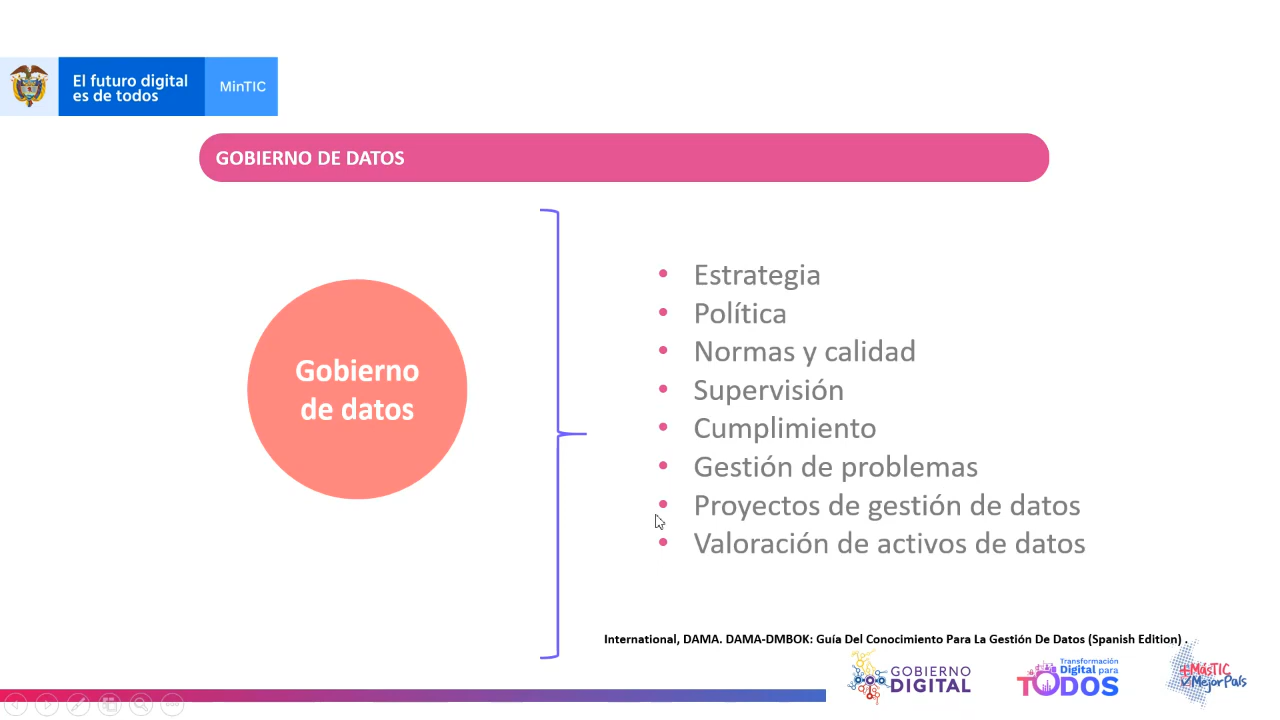 El futuro digital
es de todos
MinTIC
GOBIERNO DE DATOS
Gobierno
de datos
• Estrategia
• Política
• Normas y calidad
• Supervisión
• Cumplimiento
• Gestión de problemas
• Proyectos de gestión de datos
• Valoración de activos de datos
International, DAMA. DAMA-DMBOK: Guía Del Conocimiento Para La Gestión De Datos (Spanish Edition) .
GOBIERNO
DIGITAL
Transformación
Digital para
TODOS
+MásTIC
✓MejorPaís